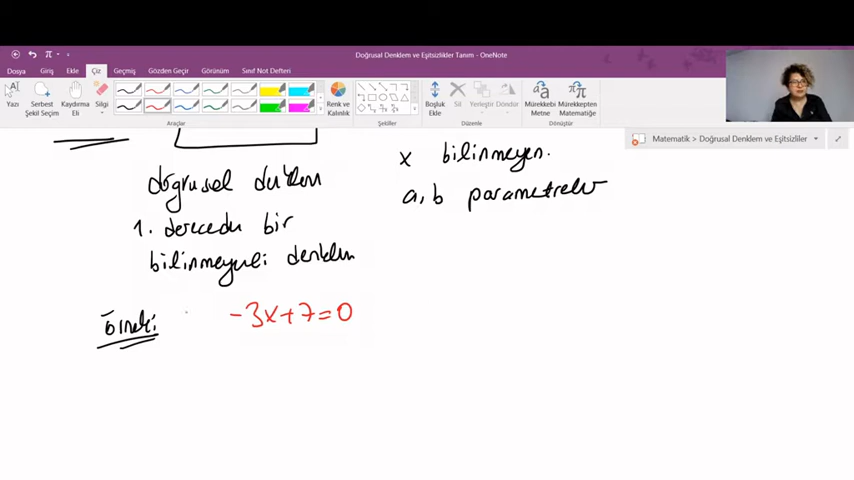 Doğrusal Denklem ve Eşitsizlikler Tanım - OneNote
Dosya Giriş Ekle Çiz Geçmiş Gözden Geçir Görünüm Sınıf Not Defteri
Yazı
Serbest Şekil Seçim
Kaydırma Eli
Silgi
Renk ve Kalınlık
Boşluk Ekle
Sil
Yerleştir
Döndür
Mürekkebi Metne
Mürekkepten Matematiğe
Araçlar Şekiller Düzenle Dönüştür
Matematik > Doğrusal Denklem ve Eşitsizliler
x bilinmeyen.
a, b parametreler
doğrusal denklem
1. dereceden bir
bilinmeyenli denklem
Örnek:
-3x+7=0